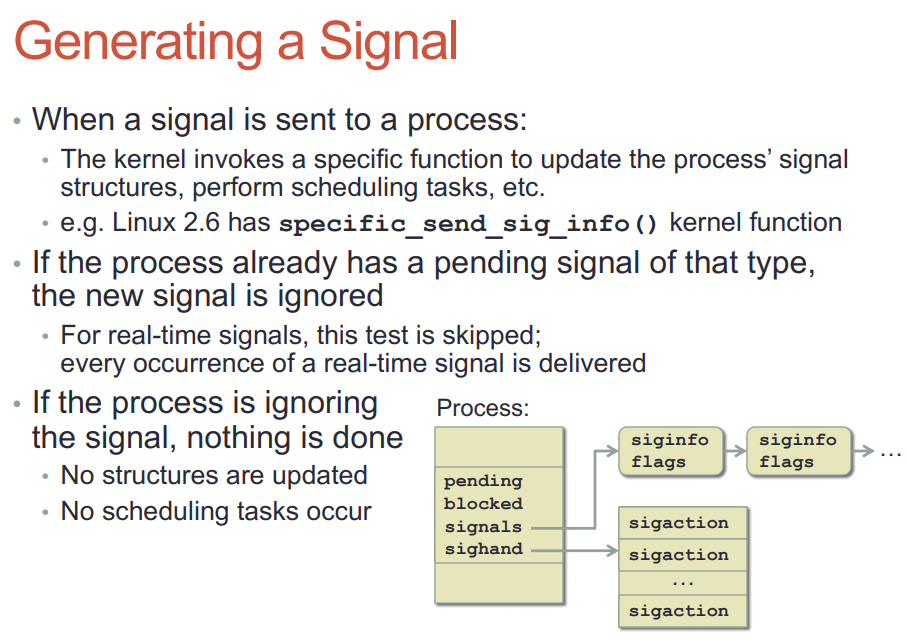 Generating a Signal
• When a signal is sent to a process:
• The kernel invokes a specific function to update the process’ signal
structures, perform scheduling tasks, etc.
• e.g. Linux 2.6 has specific_send_sig_info() kernel function
• If the process already has a pending signal of that type,
the new signal is ignored
• For real-time signals, this test is skipped;
every occurrence of a real-time signal is delivered
• If the process is ignoring
the signal, nothing is done
• No structures are updated
• No scheduling tasks occur
Process:
pending
blocked
signals
sighand
siginfo
flags
siginfo
flags
...
sigaction
sigaction
...
sigaction